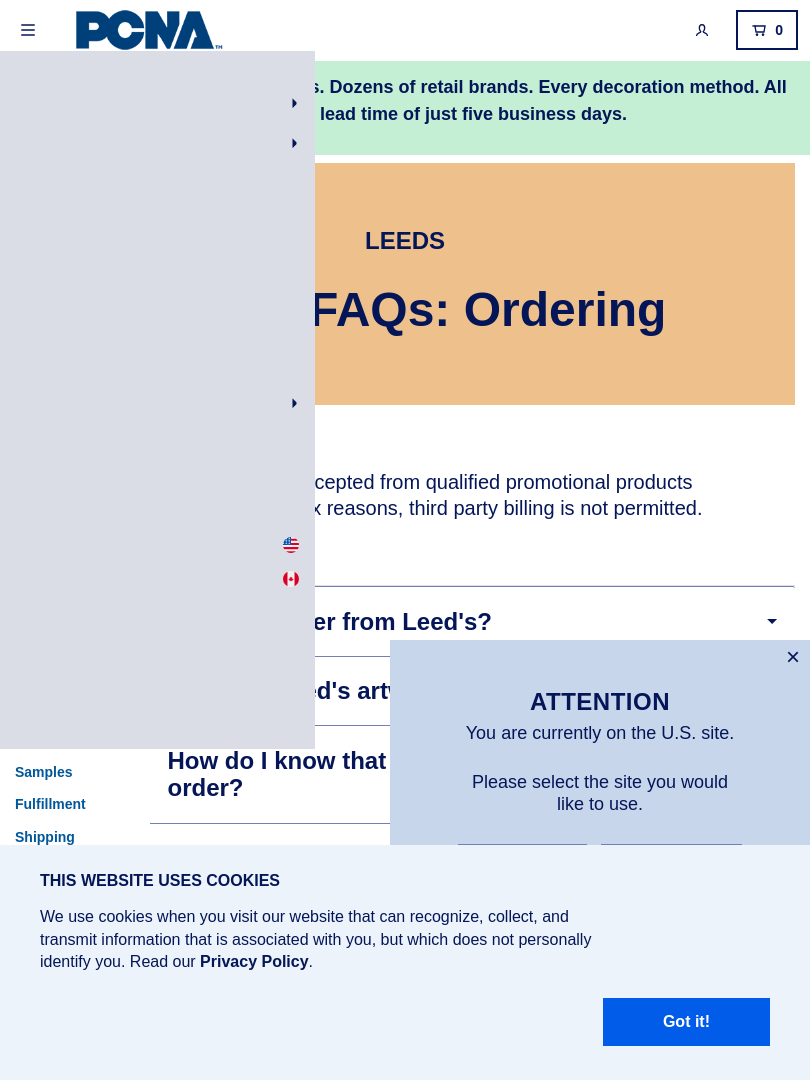 PCNA™
0
s. Dozens of retail brands. Every decoration method. All
lead time of just five business days.
LEEDS
FAQs: Ordering
cepted from qualified promotional products
x reasons, third party billing is not permitted.
er from Leed's?
ed's art
How do I know that
order?
Samples
Fulfillment
Shipping
×
ATTENTION
You are currently on the U.S. site.
Please select the site you would
like to use.
THIS WEBSITE USES COOKIES
We use cookies when you visit our website that can recognize, collect, and
transmit information that is associated with you, but which does not personally
identify you. Read our Privacy Policy.
Got it!